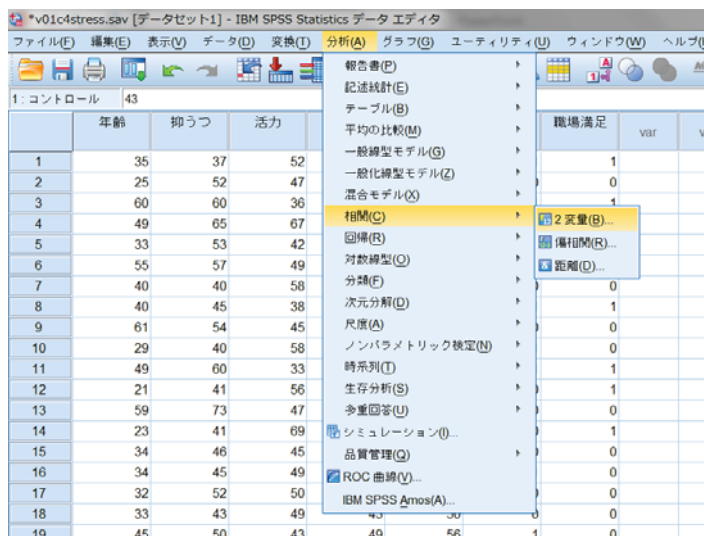 *v01c4stress.sav [データセット1] - IBM SPSS Statistics データ エディタ
ファイル(F) 編集(E) 表示(V) データ(D) 変換(T) 分析(A) グラフ(G) ユーティリティ(U) ウィンドウ(W) ヘルプ(
1 : コントロール 43
年齢 抑うつ 活力 職場満足 var
1 35 37 52 1
2 25 52 47 0
3 60 60 36 1
4 49 65 67
5 33 53 42
6 55 57 49
7 40 40 58 0
8 40 45 38 1
9 61 54 45 0
10 29 40 58 0
11 49 60 33 1
12 21 41 56 1
13 59 73 47 0
14 23 41 69 1
15 34 46 45 0
16 34 45 49 0
17 32 52 50 0
18 33 43 49 0
19 45 50 43 49 56 1 0
報告書(P)
記述統計(E)
テーブル(B)
平均の比較(M)
一般線型モデル(G)
一般化線型モデル(Z)
混合モデル(X)
相関(C)
回帰(R)
対数線型(O)
分類(F)
次元分解(D)
尺度(A)
ノンパラメトリック検定(N)
時系列(T)
生存分析(S)
多重回答(U)
シミュレーション(I)...
品質管理(Q)
ROC 曲線(V)...
IBM SPSS Amos(A)...
2 変量(B)...
偏相関(R)...
距離(D)...